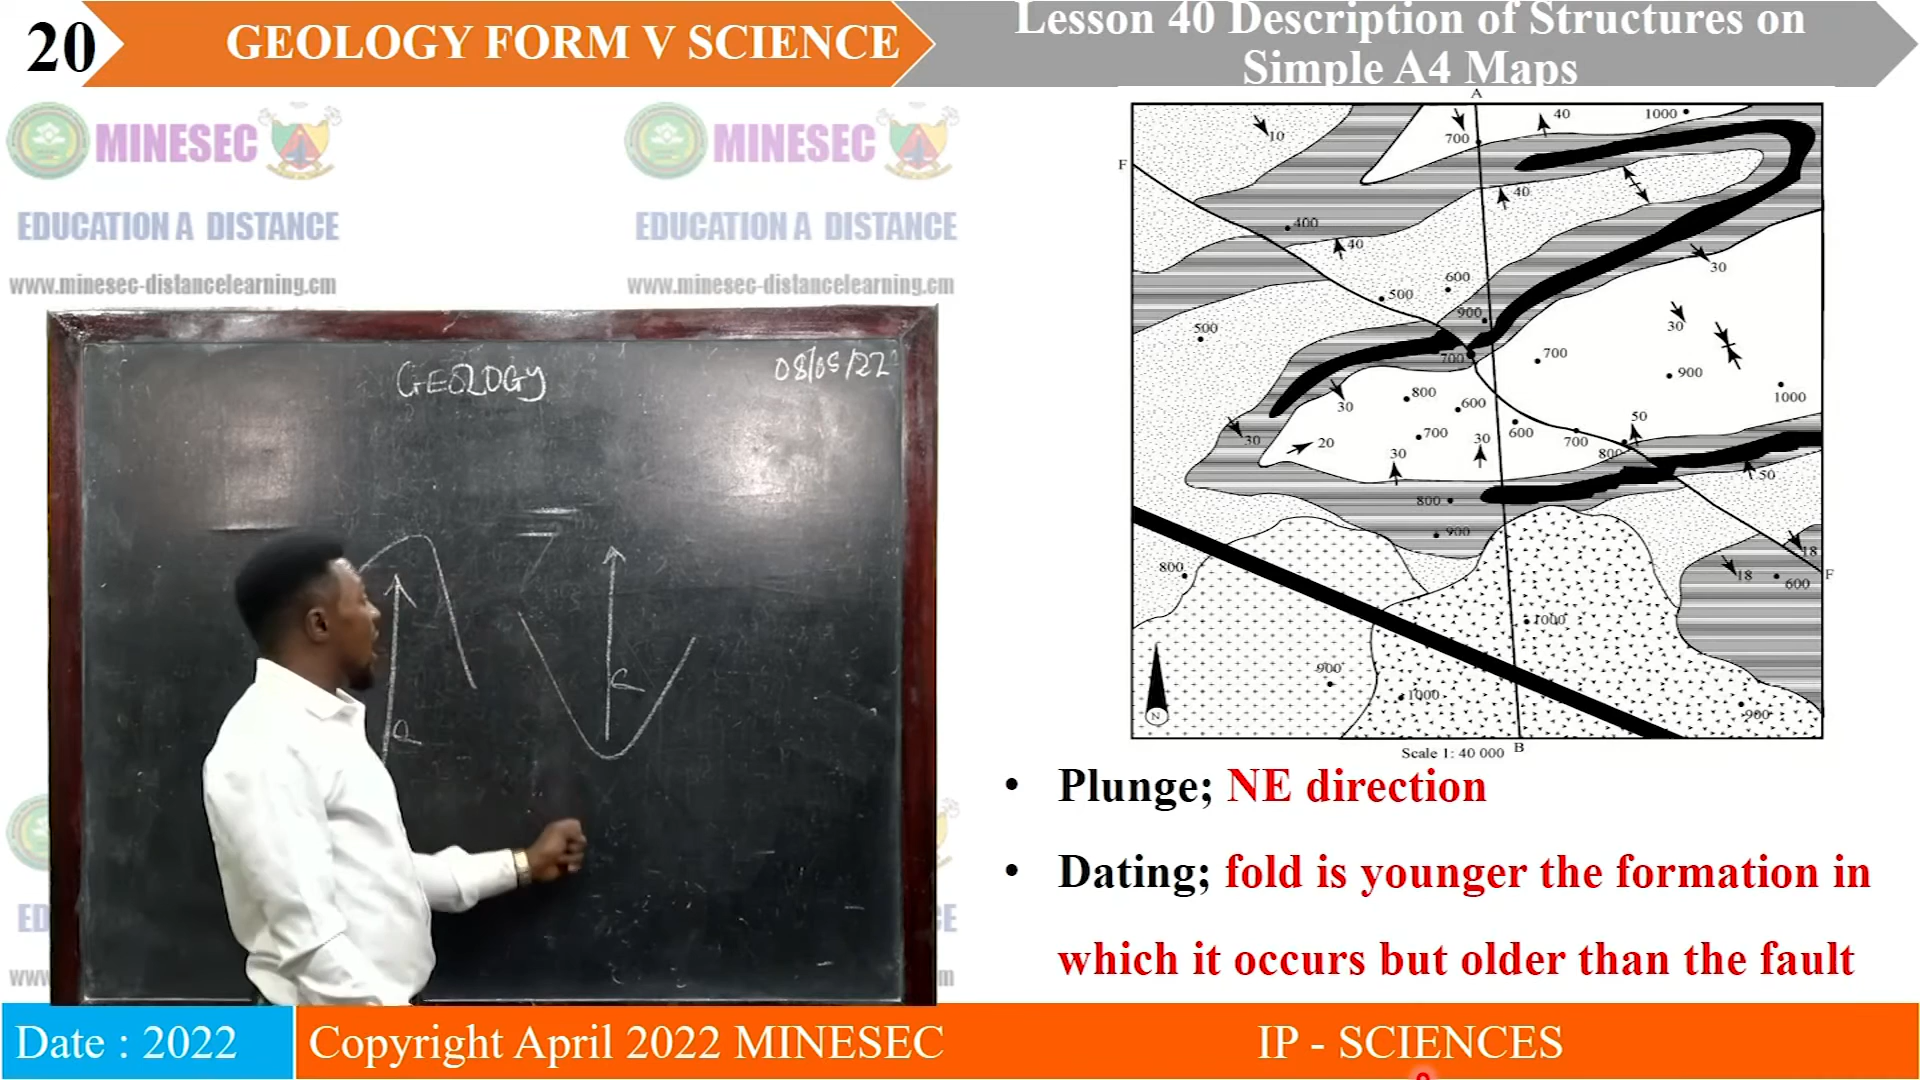 20
GEOLOGY FORM V SCIENCE
Lesson 40 Description of Structures on
Simple A4 Maps
MINESEC
MINESEC
EDUCATION A DISTANCE
EDUCATION A DISTANCE
www.minesec-distancelearning.cm
www.minesec-distancelearning.cm
GEOLOGY
08/05/22
P
P
A
F
10
700
40
1000
40
400
40
30
600
500
900
500
700
700
30
900
1000
800
600
30
30
20
700
30
30
600
700
50
800
50
800
900
18
18
600
F
800
1000
900
1000
900
N
Scale 1: 40 000
B
• Plunge; NE direction
• Dating; fold is younger the formation in
which it occurs but older than the fault
Date : 2022
Copyright April 2022 MINESEC
IP - SCIENCES